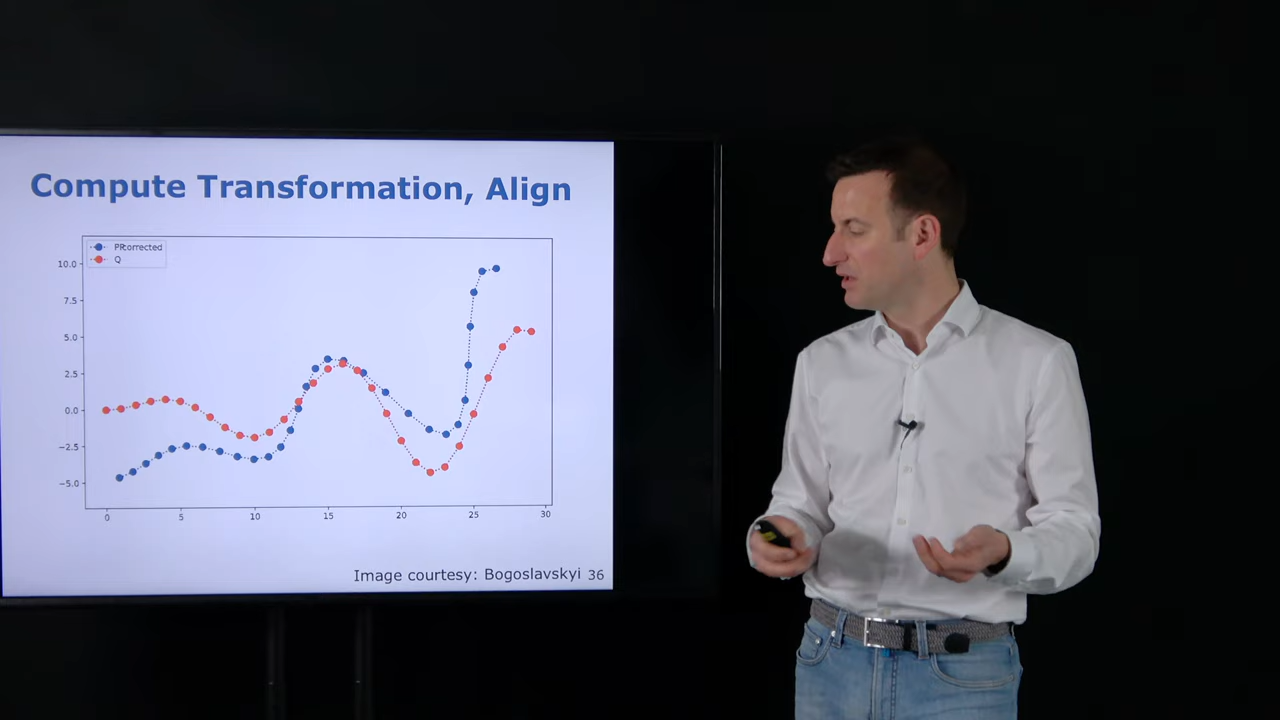 Compute Transformation, Align
Q
10.0
7.5
5.0
2.5
0.0
−2.5
−5.0
0 5 10 15 20 25 30
Image courtesy: Bogoslavskyi 36